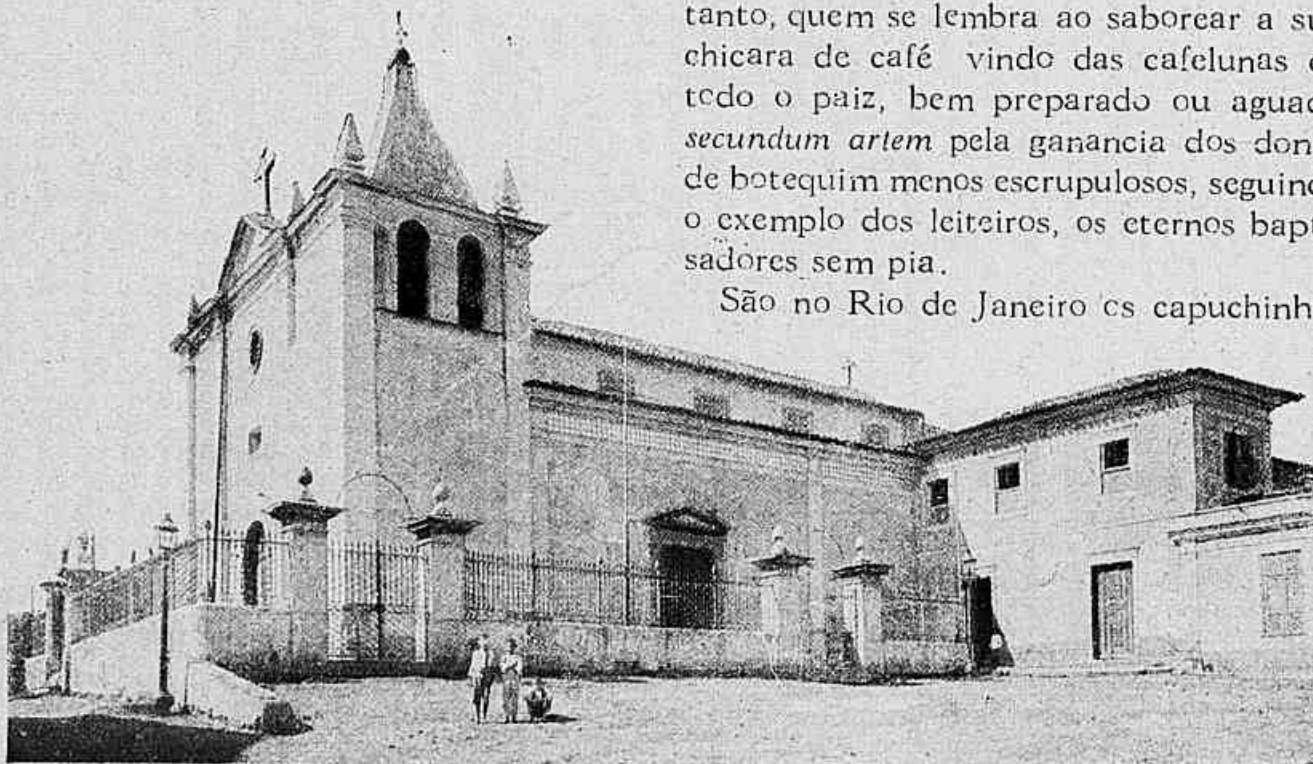 tanto, quem se lembra ao saborear a su
chicara de café vindo das cafelunas d
tcdo o paiz, bem preparado ou aguad
secundum artem pela ganancia dos don
de botequim menos escrupulosos, seguind
o exemplo dos leiteiros, os eternos bapti
sadores sem pia.
São no Rio de Janeiro cs capuchinh